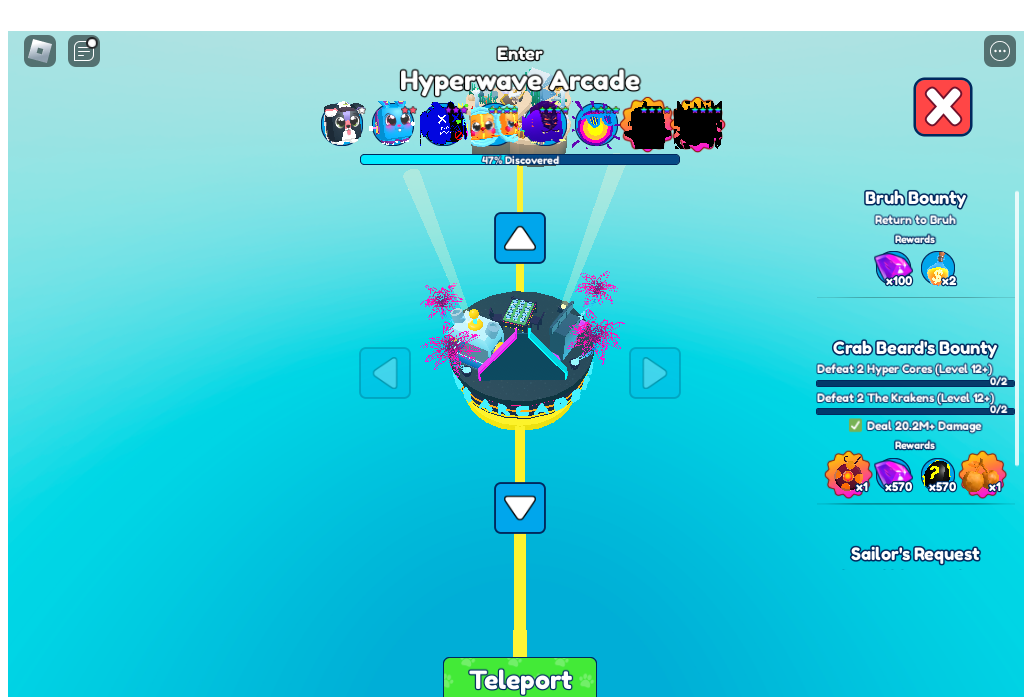 Enter
Hyperwave Arcade
47% Discovered
Bruh Bounty
Return to Bruh
Rewards
x100
x2
Crab Beard's Bounty
Defeat 2 Hyper Cores (Level 12+)
0/2
Defeat 2 The Krakens (Level 12+)
0/2
Deal 20.2M+ Damage
Rewards
x1
x570
x570
x1
Sailor's Request
ARCADE
Teleport